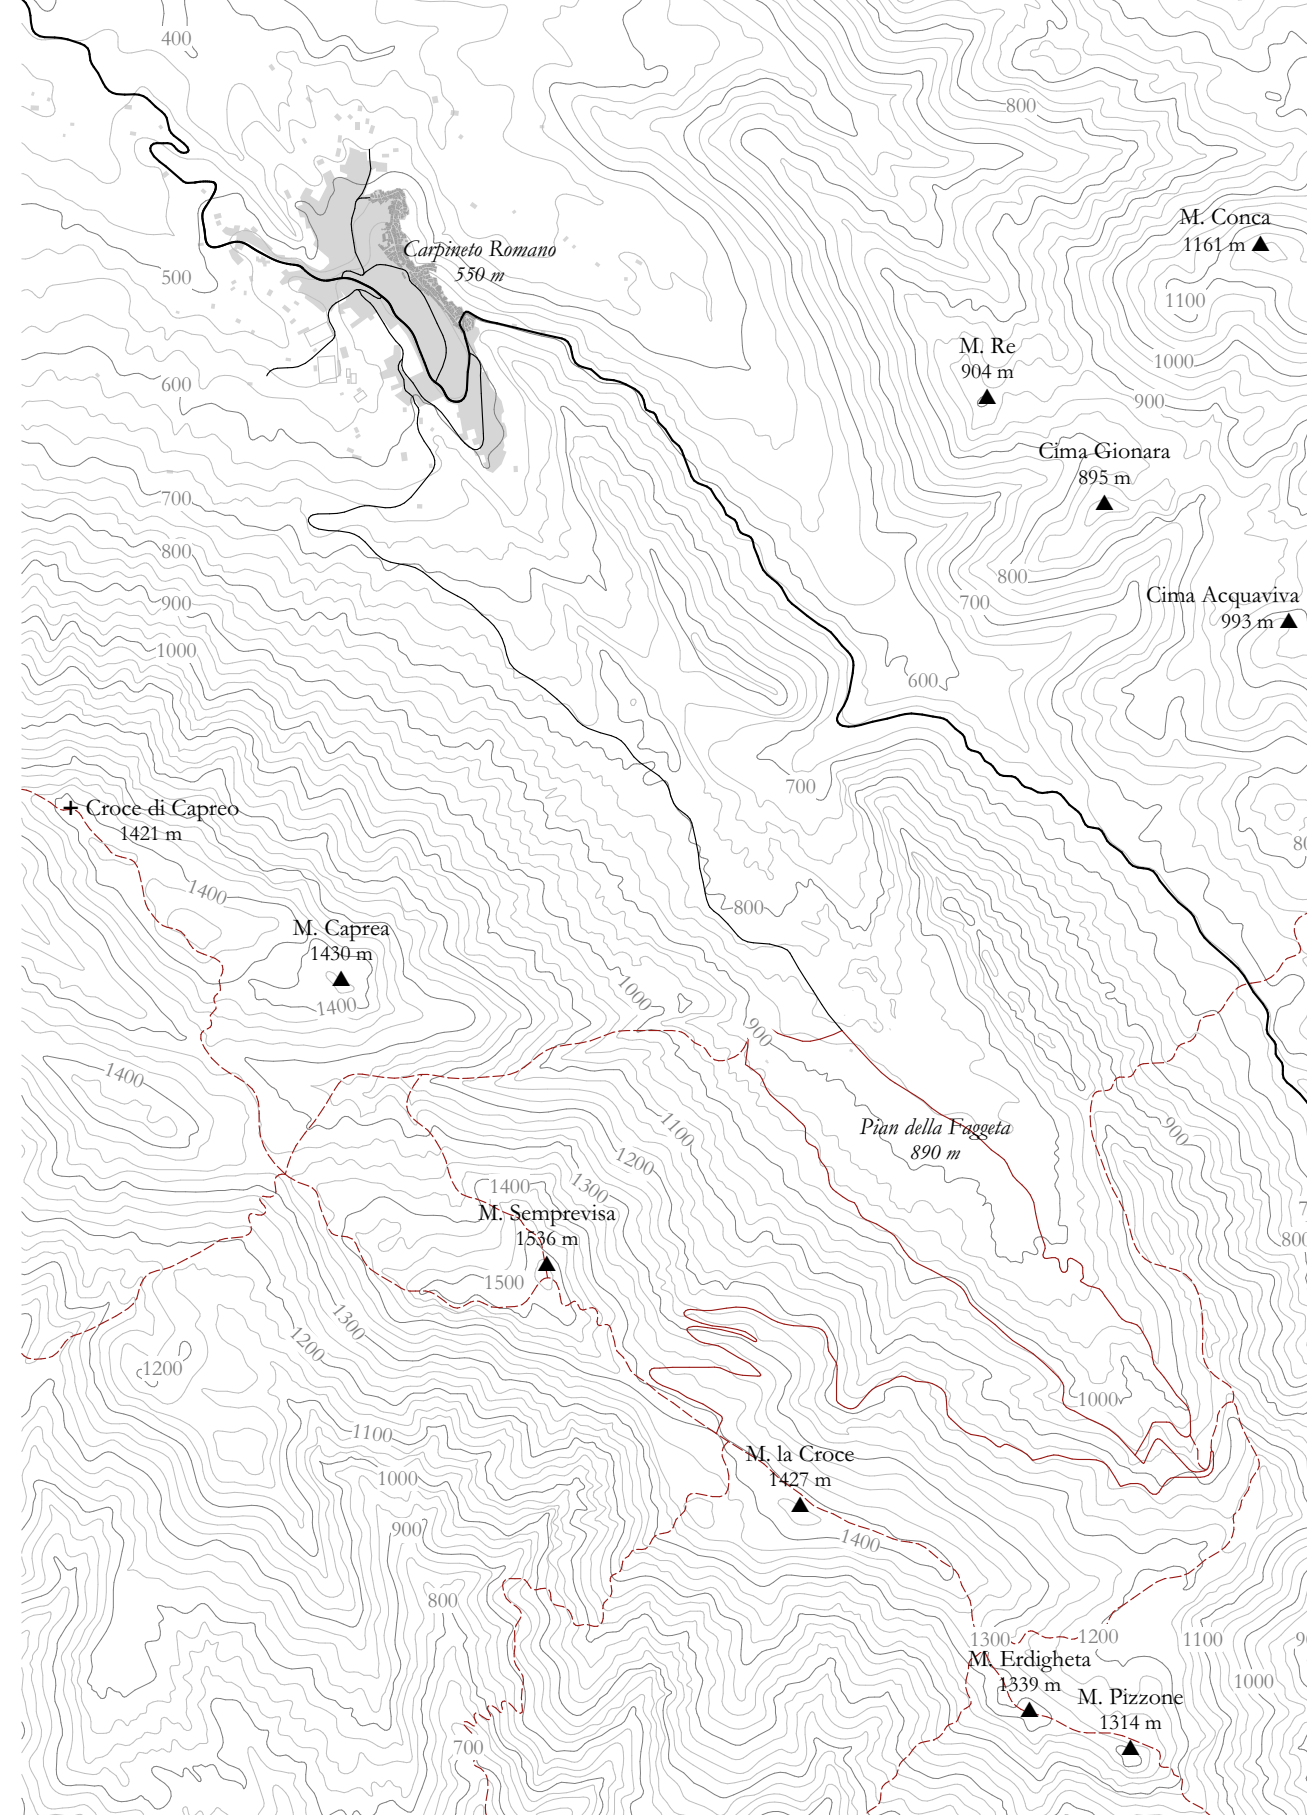 400
800
M. Conca
1161 m
Carpineto Romano
550 m
500
1100
M. Re
904 m
1000
600
900
Cima Gionara
895 m
700
800
800
900
700
Cima Acquaviva
993 m
1000
600
700
Croce di Capreo
1421 m
80
1400
800
M. Caprea
1430 m
1000
1400
900
1400
1100
Pian della Faggeta
890 m
900
1200
1300
1400
M. Semprevisa
1536 m
7
800
1500
1300
1200
1200
1000
1100
M. la Croce
1427 m
1000
900
1400
800
1300
1200
1100
90
M. Erdigheta
1339 m
1000
M. Pizzone
1314 m
700